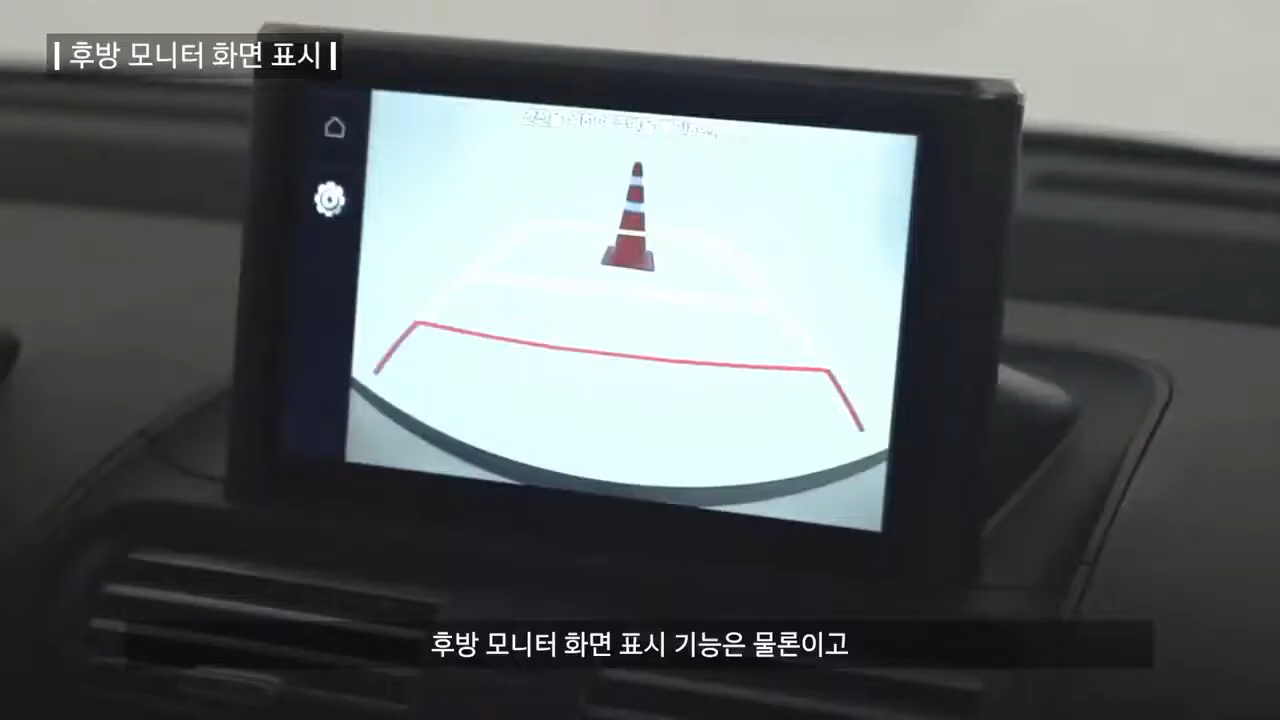 후방 모니터 화면 표시
후방 모니터 화면 표시 기능은 물론이고